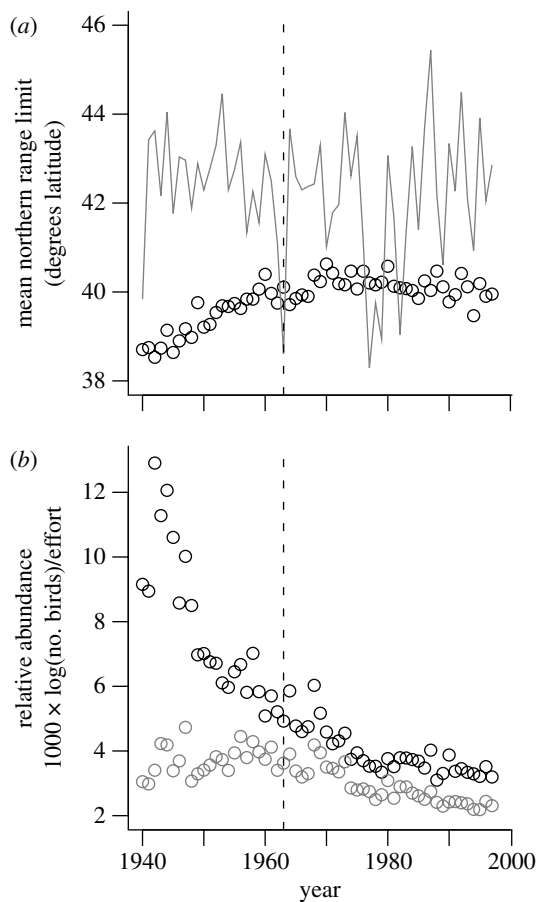 (a)
46
44
42
40
38
mean northern range limit
(degrees latitude)
(b)
12
10
8
6
4
2
relative abundance
1000 × log(no. birds)/effort
1940
1960
1980
2000
year